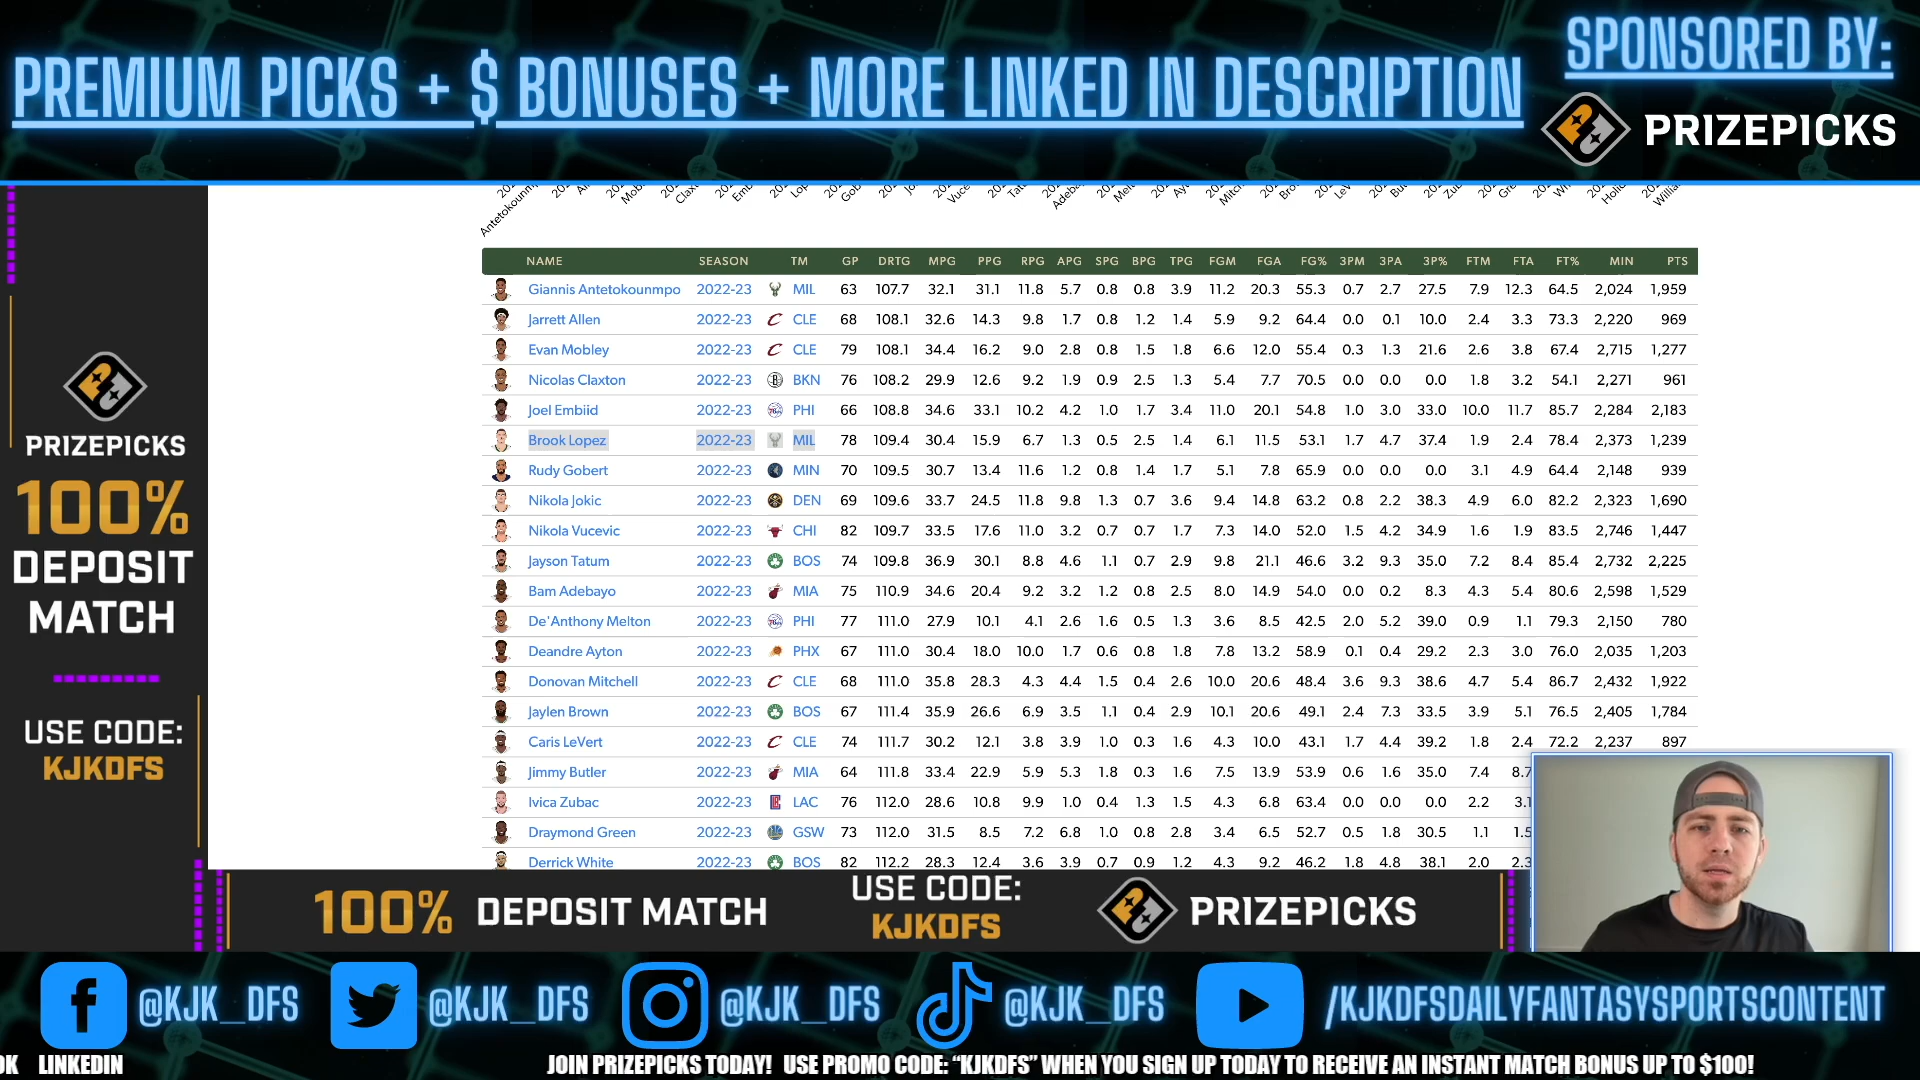 PREMIUM PICKS + $ BONUSES + MORE LINKED IN DESCRIPTION
SPONSORED BY:
PRIZEPICKS
NAME SEASON TM GP DRTG MPG PPG RPG APG SPG BPG TPG FGM FGA FG% 3PM 3PA 3P% FTM FTA FT% MIN PTS
Giannis Antetokounmpo 2022-23 MIL 63 107.7 32.1 31.1 11.8 5.7 0.8 0.8 3.9 11.2 20.3 55.3 0.7 2.7 27.5 7.9 12.3 64.5 2,024 1,959
Jarrett Allen 2022-23 CLE 68 108.1 32.6 14.3 9.8 1.7 0.8 1.2 1.4 5.9 9.2 64.4 0.0 0.1 10.0 2.4 3.3 73.3 2,220 969
Evan Mobley 2022-23 CLE 79 108.1 34.4 16.2 9.0 2.8 0.8 1.5 1.8 6.6 12.0 55.4 0.3 1.3 21.6 2.6 3.8 67.4 2,715 1,277
Nicolas Claxton 2022-23 BKN 76 108.2 29.9 12.6 9.2 1.9 0.9 2.5 1.3 5.4 7.7 70.5 0.0 0.0 0.0 1.8 3.2 54.1 2,271 961
Joel Embiid 2022-23 PHI 66 108.8 34.6 33.1 10.2 4.2 1.0 1.7 3.4 11.0 20.1 54.8 1.0 3.0 33.0 10.0 11.7 85.7 2,284 2,183
Brook Lopez 2022-23 MIL 78 109.4 30.4 15.9 6.7 1.3 0.5 2.5 1.4 6.1 11.5 53.1 1.7 4.7 37.4 1.9 2.4 78.4 2,373 1,239
Rudy Gobert 2022-23 MIN 70 109.5 30.7 13.4 11.6 1.2 0.8 1.4 1.7 5.1 7.8 65.9 0.0 0.0 0.0 3.1 4.9 64.4 2,148 939
Nikola Jokic 2022-23 DEN 69 109.6 33.7 24.5 11.8 9.8 1.3 0.7 3.6 9.4 14.8 63.2 0.8 2.2 38.3 4.9 6.0 82.2 2,323 1,690
Nikola Vucevic 2022-23 CHI 82 109.7 33.5 17.6 11.0 3.2 0.7 0.7 1.7 7.3 14.0 52.0 1.5 4.2 34.9 1.6 1.9 83.5 2,746 1,447
Jayson Tatum 2022-23 BOS 74 109.8 36.9 30.1 8.8 4.6 1.1 0.7 2.9 9.8 21.1 46.6 3.2 9.3 35.0 7.2 8.4 85.4 2,732 2,225
Bam Adebayo 2022-23 MIA 75 110.9 34.6 20.4 9.2 3.2 1.2 0.8 2.5 8.0 14.9 54.0 0.0 0.2 8.3 4.3 5.4 80.6 2,598 1,529
De'Anthony Melton 2022-23 PHI 77 111.0 27.9 10.1 4.1 2.6 1.6 0.5 1.3 3.6 8.5 42.5 2.0 5.2 39.0 0.9 1.1 79.3 2,150 780
Deandre Ayton 2022-23 PHX 67 111.0 30.4 18.0 10.0 1.7 0.6 0.8 1.8 7.8 13.2 58.9 0.1 0.4 29.2 2.3 3.0 76.0 2,035 1,203
Donovan Mitchell 2022-23 CLE 68 111.0 35.8 28.3 4.3 4.4 1.5 0.4 2.6 10.0 20.6 48.4 3.6 9.3 38.6 4.7 5.4 86.7 2,432 1,922
Jaylen Brown 2022-23 BOS 67 111.4 35.9 26.6 6.9 3.5 1.1 0.4 2.9 10.1 20.6 49.1 2.4 7.3 33.5 3.9 5.1 76.5 2,405 1,784
Caris LeVert 2022-23 CLE 74 111.7 30.2 12.1 3.8 3.9 1.0 0.3 1.6 4.3 10.0 43.1 1.7 4.4 39.2 1.8 2.4 72.2 2,237 897
Jimmy Butler 2022-23 MIA 64 111.8 33.4 22.9 5.9 5.3 1.8 0.3 1.6 7.5 13.9 53.9 0.6 1.6 35.0 7.4 8.7
Ivica Zubac 2022-23 LAC 76 112.0 28.6 10.8 9.9 1.0 0.4 1.3 1.5 4.3 6.8 63.4 0.0 0.0 0.0 2.2 3.1
Draymond Green 2022-23 GSW 73 112.0 31.5 8.5 7.2 6.8 1.0 0.8 2.8 3.4 6.5 52.7 0.5 1.8 30.5 1.1 1.5
Derrick White 2022-23 BOS 82 112.2 28.3 12.4 3.6 3.9 0.7 0.9 1.2 4.3 9.2 46.2 1.8 4.8 38.1 2.0 2.3
PRIZEPICKS
100%
DEPOSIT
MATCH
USE CODE:
KJKDFS
100% DEPOSIT MATCH
USE CODE:
KJKDFS
PRIZEPICKS
@KJK_DFS @KJK_DFS @KJK_DFS @KJK_DFS /KJKDFSDAILYFANTASYSPORTSCONTENT
LINKEDIN JOIN PRIZEPICKS TODAY! USE PROMO CODE: “KJKDFS” WHEN YOU SIGN UP TODAY TO RECEIVE AN INSTANT MATCH BONUS UP TO $100!